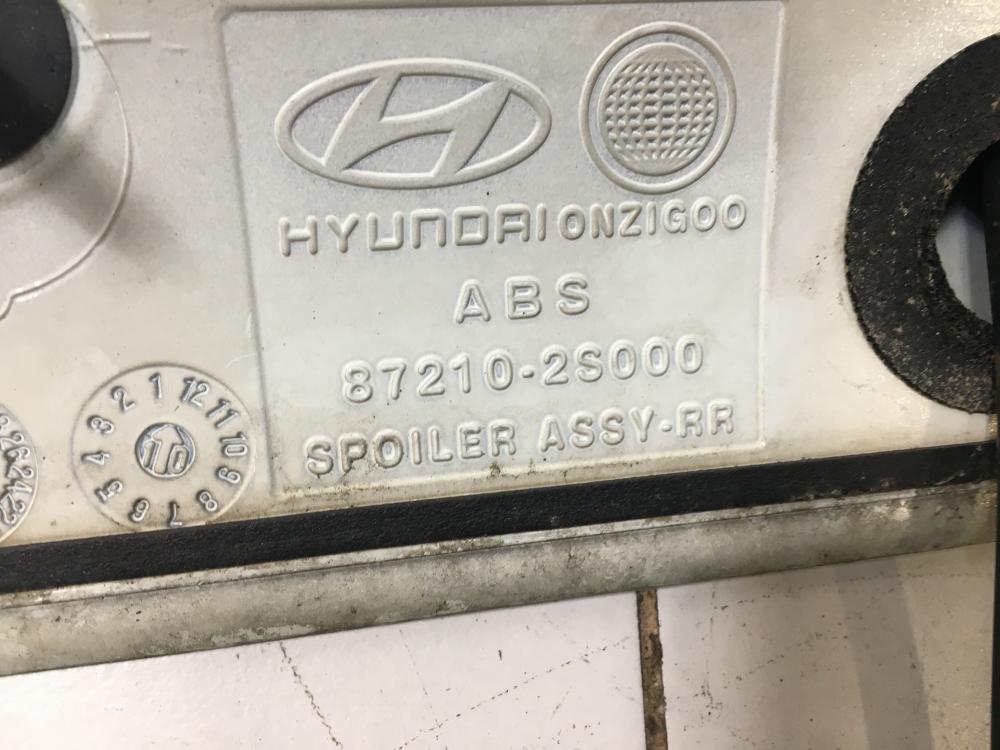 HYUNDAI ONZIGOO
ABS
87210-2S000
SPOILER ASSY-RR
1 2 3 4 5 6 7 8 9 10 11 12
10